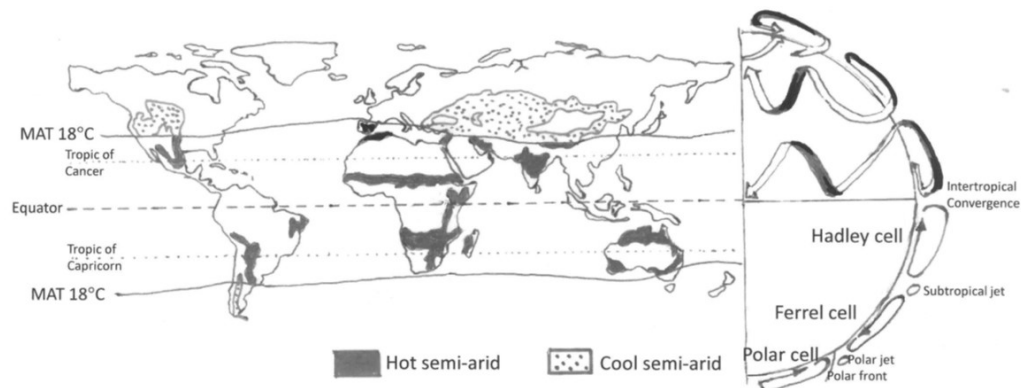 MAT 18°C
Tropic of
Cancer
Equator
Tropic of
Capricorn
MAT 18°C
Hot semi-arid
Cool semi-arid
Intertropical
Convergence
Hadley cell
Subtropical jet
Ferrel cell
Polar cell
Polar jet
Polar front